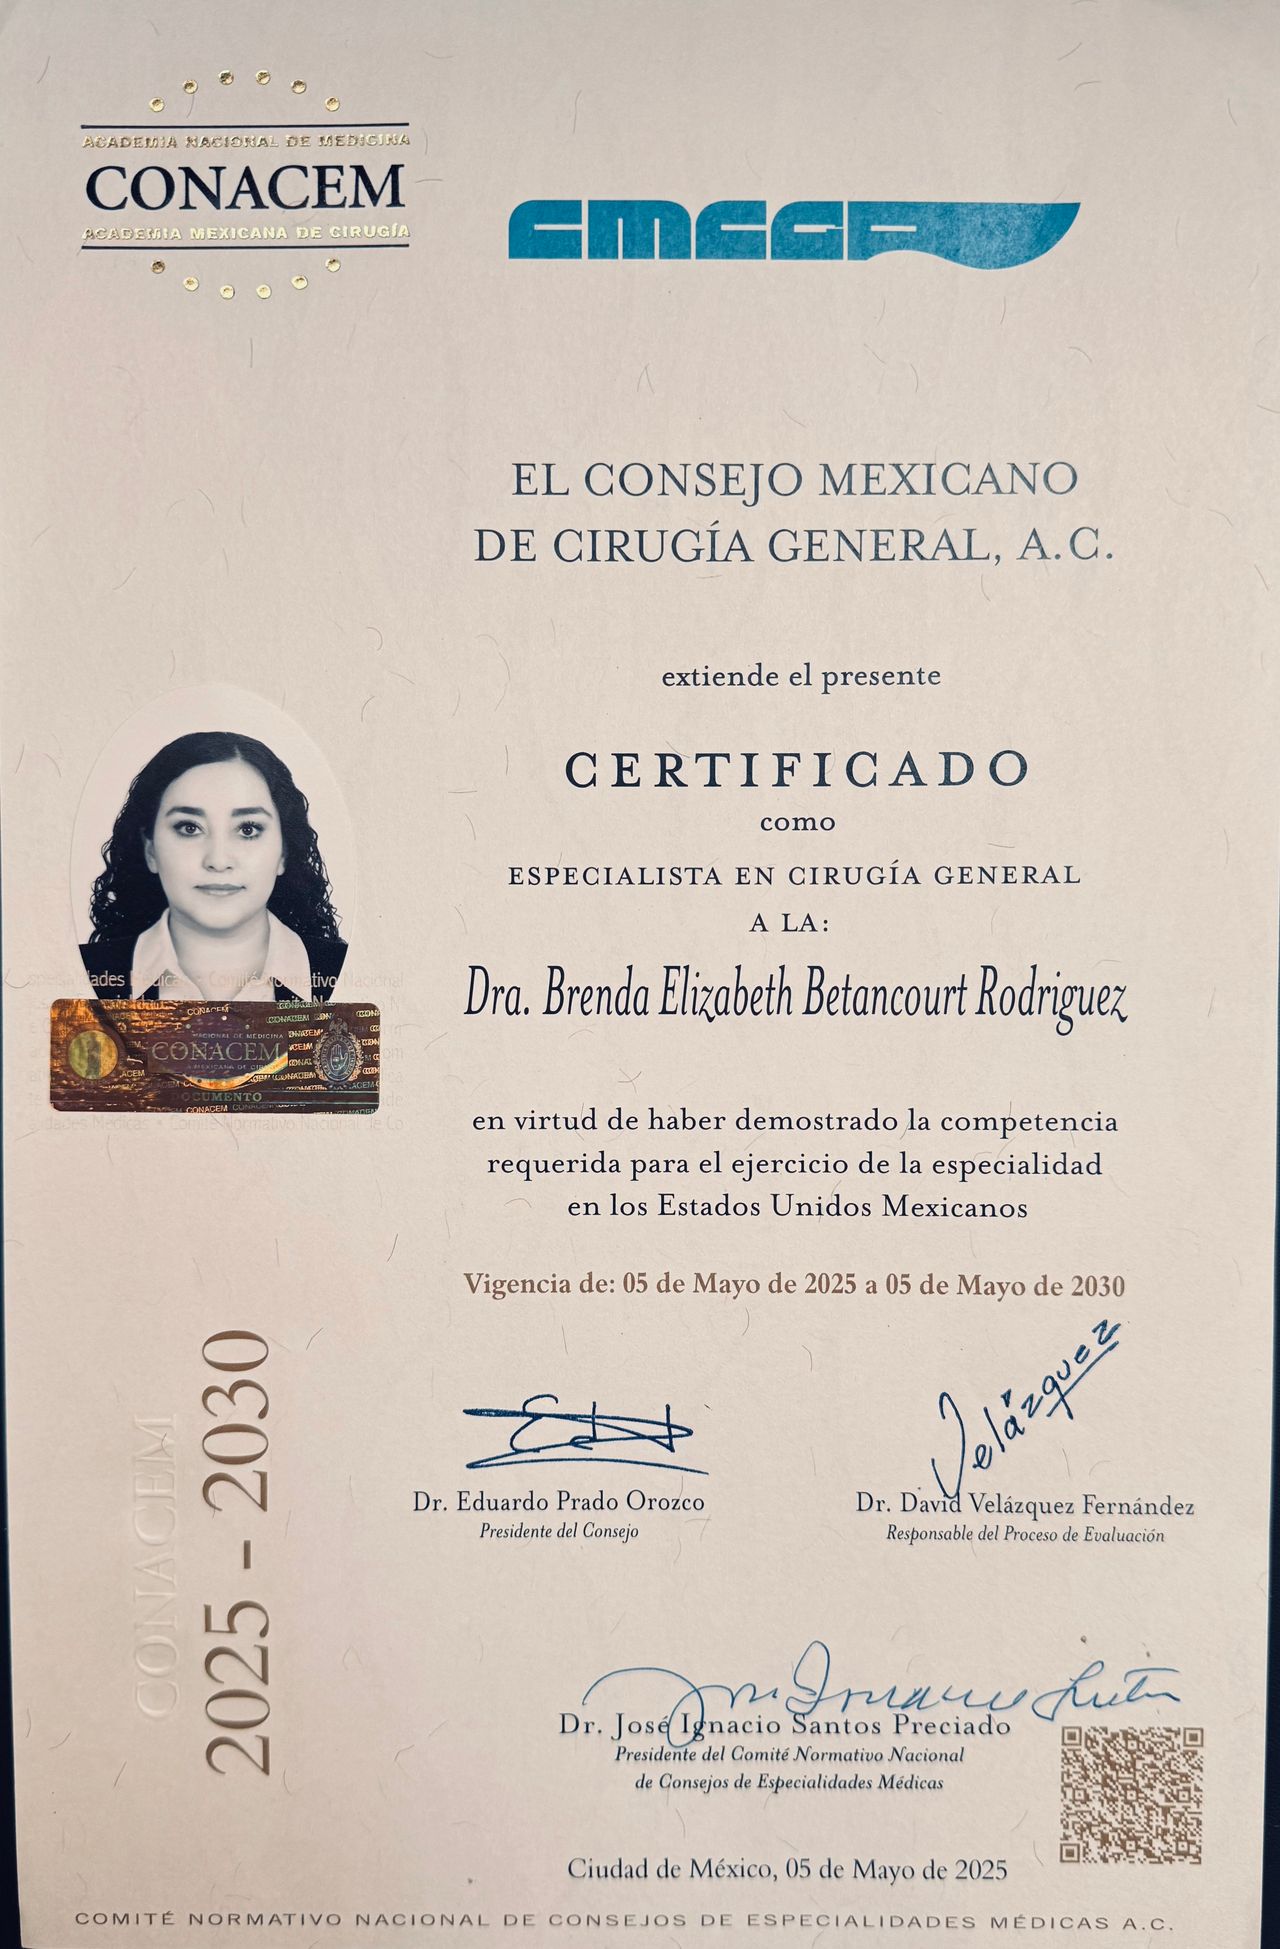 ACADEMIA NACIONAL DE MEDICINA
CONACEM
ACADEMIA MEXICANA DE CIRUGÍA
CMCG
EL CONSEJO MEXICANO
DE CIRUGÍA GENERAL, A.C.
extiende el presente
CERTIFICADO
como
ESPECIALISTA EN CIRUGÍA GENERAL
A LA:
Dra. Brenda Elizabeth Betancourt Rodriguez
CONACEM
DOCUMENTO
en virtud de haber demostrado la competencia
requerida para el ejercicio de la especialidad
en los Estados Unidos Mexicanos
Vigencia de: 05 de Mayo de 2025 a 05 de Mayo de 2030
CONACEM
2025 - 2030
Velázquez
Dr. Eduardo Prado Orozco
Presidente del Consejo
Dr. David Velázquez Fernández
Responsable del Proceso de Evaluación
Dr. José Ignacio Santos Preciado
Presidente del Comité Normativo Nacional
de Consejos de Especialidades Médicas
Ciudad de México, 05 de Mayo de 2025
COMITÉ NORMATIVO NACIONAL DE CONSEJOS DE ESPECIALIDADES MÉDICAS A.C.